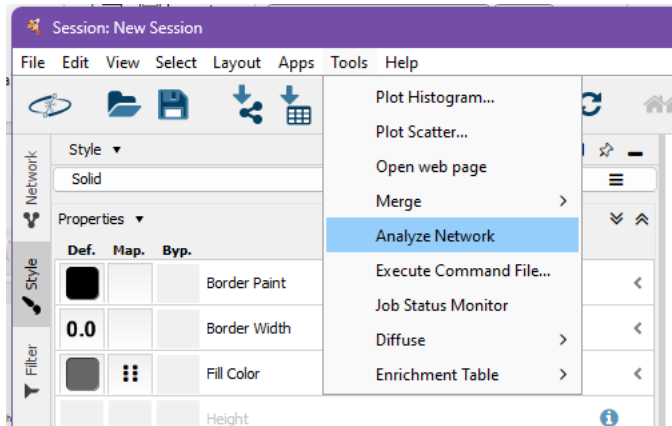 Session: New Session
File Edit View Select Layout Apps Tools Help
Plot Histogram...
Plot Scatter...
Open web page
Merge
Analyze Network
Execute Command File...
Job Status Monitor
Diffuse
Enrichment Table
Network
Style
Filter
Style
Solid
Properties
Def. Map. Byp.
Border Paint
0.0 Border Width
Fill Color
Height